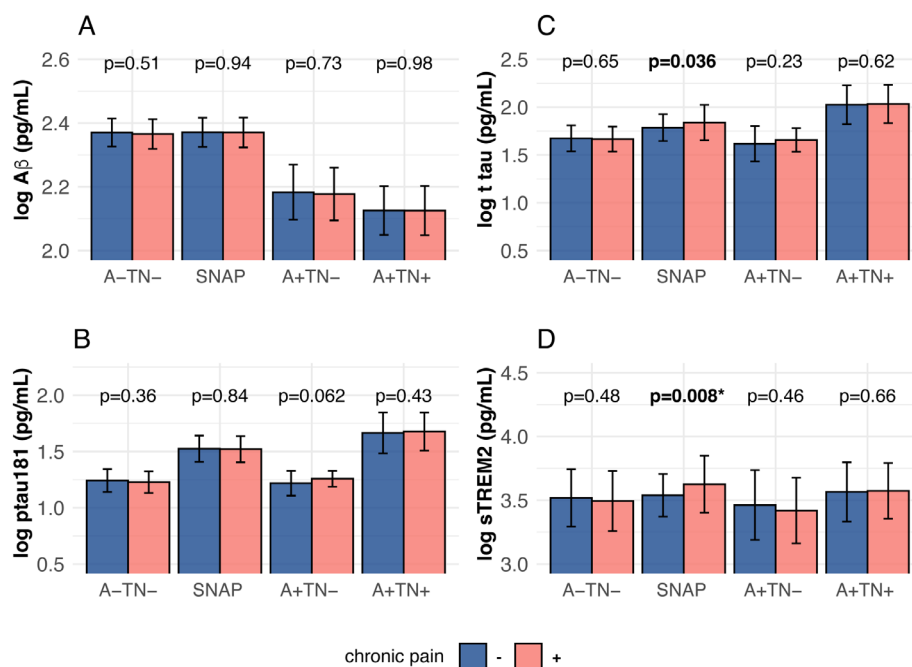 A
log Aβ (pg/mL)
2.6
2.4
2.2
2.0
p=0.51 p=0.94 p=0.73 p=0.98
A−TN− SNAP A+TN− A+TN+
C
log t tau (pg/mL)
2.5
2.0
1.5
1.0
0.5
p=0.65 p=0.036 p=0.23 p=0.62
A−TN− SNAP A+TN− A+TN+
B
log ptau181 (pg/mL)
2.0
1.5
1.0
0.5
p=0.36 p=0.84 p=0.062 p=0.43
A−TN− SNAP A+TN− A+TN+
D
log sTREM2 (pg/mL)
4.5
4.0
3.5
3.0
p=0.48 p=0.008* p=0.46 p=0.66
A−TN− SNAP A+TN− A+TN+
chronic pain - +